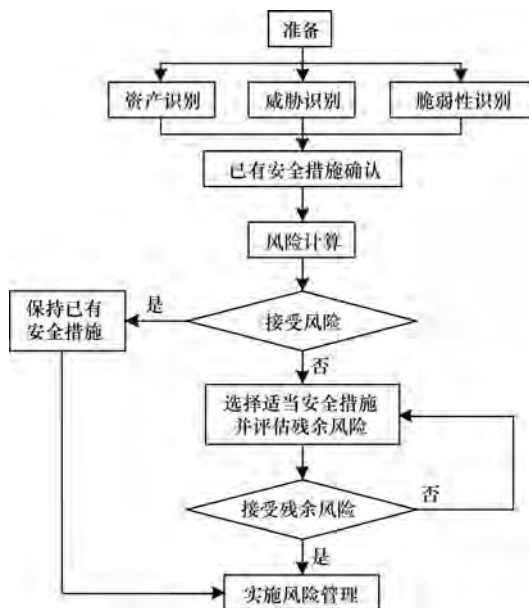 准备
资产识别
威胁识别
脆弱性识别
已有安全措施确认
风险计算
接受风险
是
保持已有
安全措施
否
选择适当安全措施
并评估残余风险
接受残余风险
否
是
实施风险管理